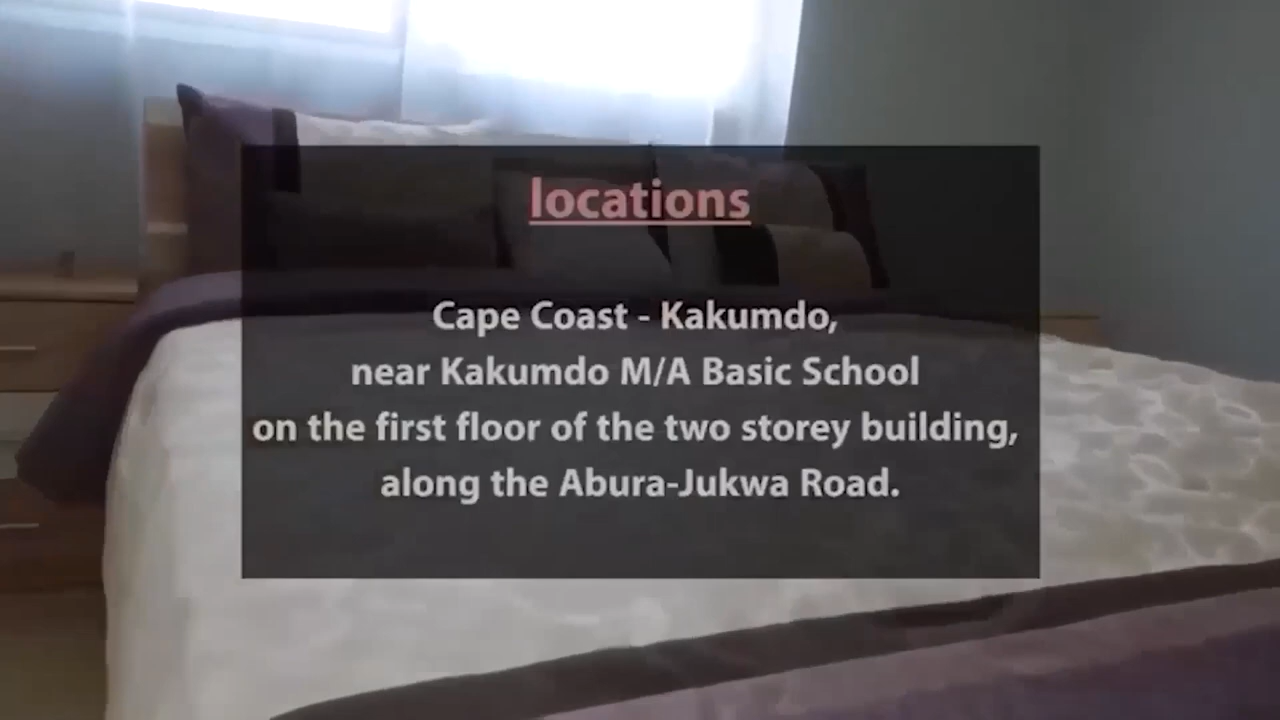 locations
Cape Coast - Kakumdo,
near Kakumdo M/A Basic School
on the first floor of the two storey building,
along the Abura-Jukwa Road.